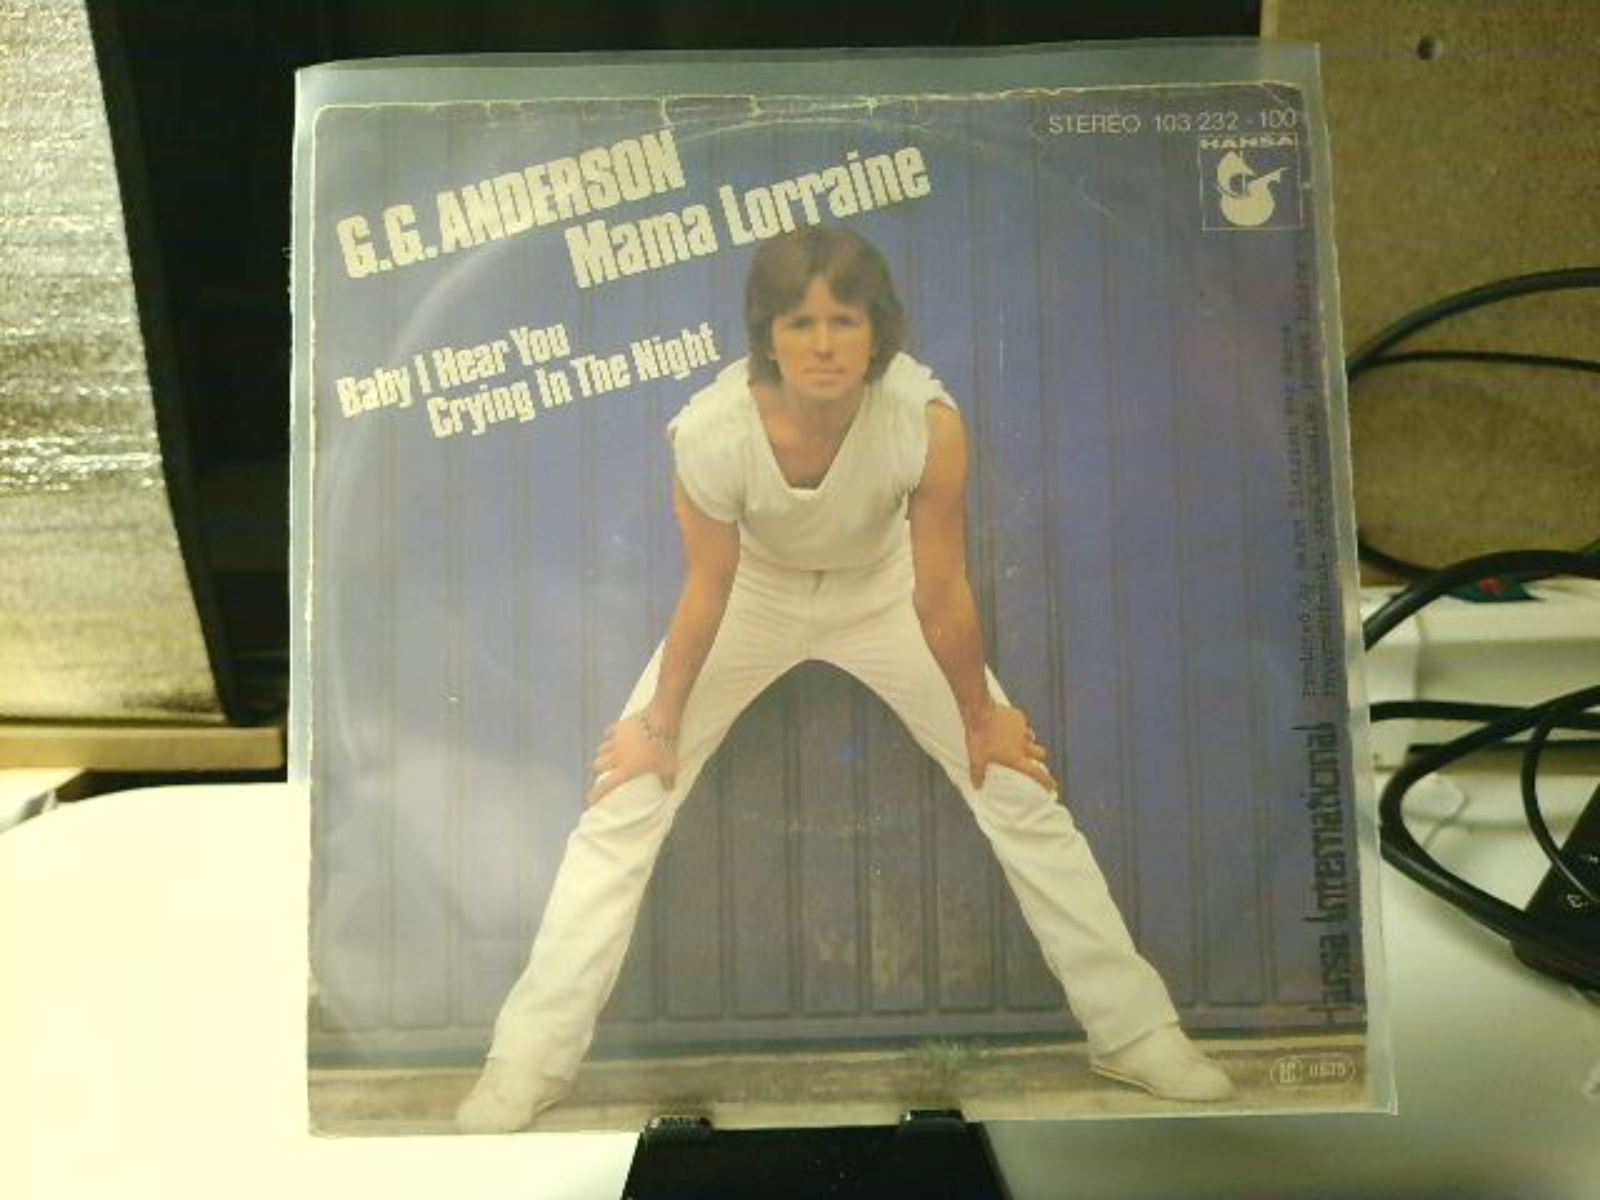 STEREO 103 232 - 100
HANSA
G.G. ANDERSON
Mama Lorraine
Baby I Hear You
Crying In The Night
Hansa International